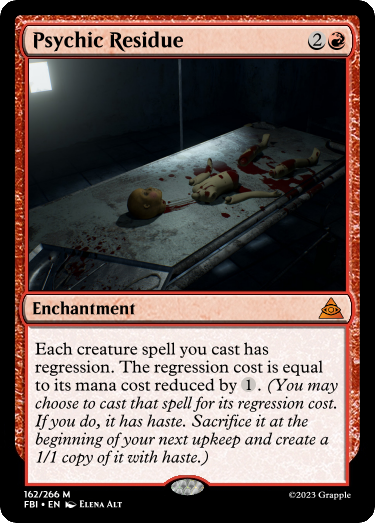 Psychic Residue 2
Enchantment
Each creature spell you cast has
regression. The regression cost is equal
to its mana cost reduced by 1. (You may
choose to cast that spell for its regression cost.
If you do, it has haste. Sacrifice it at the
beginning of your next upkeep and create a
1/1 copy of it with haste.)
162/266 M
FBI • EN Elena Alt
©2023 Grapple